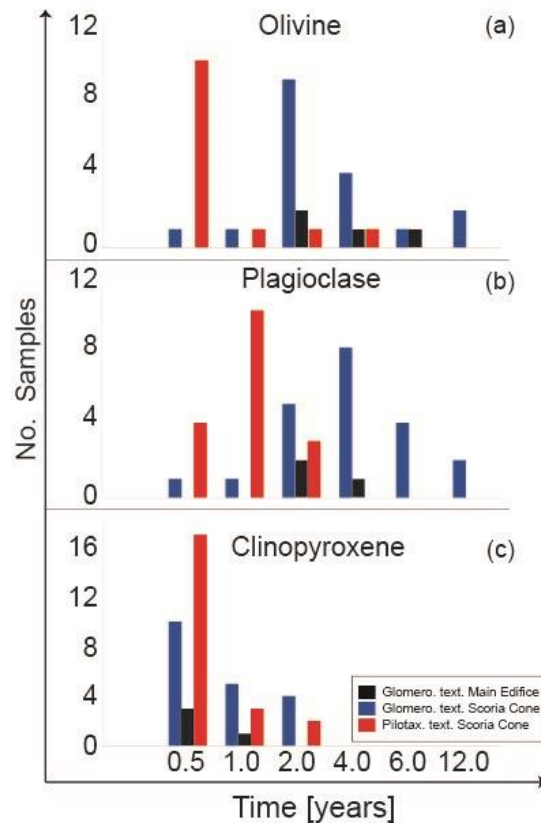 Olivine
(a)
12
8
4
0
Plagioclase
(b)
12
8
4
0
Clinopyroxene
(c)
16
12
8
4
0
Glomero. text. Main Edifice
Glomero. text. Scoria Cone
Pilotax. text. Scoria Cone
0.5 1.0 2.0 4.0 6.0 12.0
Time [years]
No. Samples